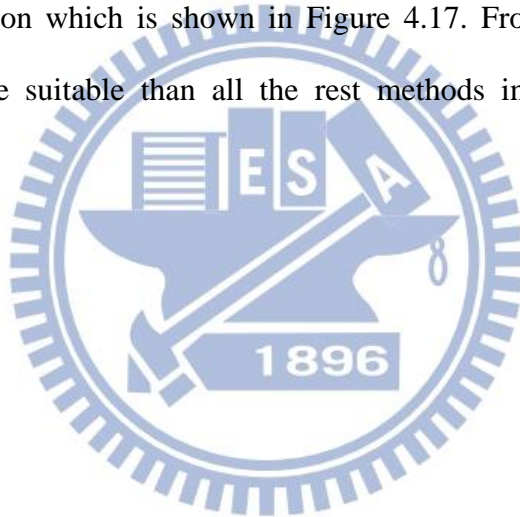 on which is shown in Figure 4.17. Fro
e suitable than all the rest methods in
E S A
1896